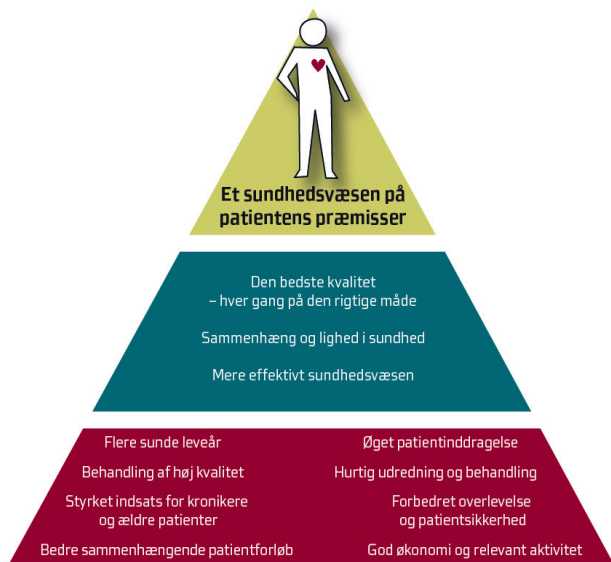 Et sundhedsvæsen på
patientens præmisser
Den bedste kvalitet
– hver gang på den rigtige måde
Sammenhæng og lighed i sundhed
Mere effektivt sundhedsvæsen
Flere sunde leveår
Behandling af høj kvalitet
Styrket indsats for kronikere
og ældre patienter
Bedre sammenhængende patientforløb
Øget patientinddragelse
Hurtig udredning og behandling
Forbedret overlevelse
og patientsikkerhed
God økonomi og relevant aktivitet